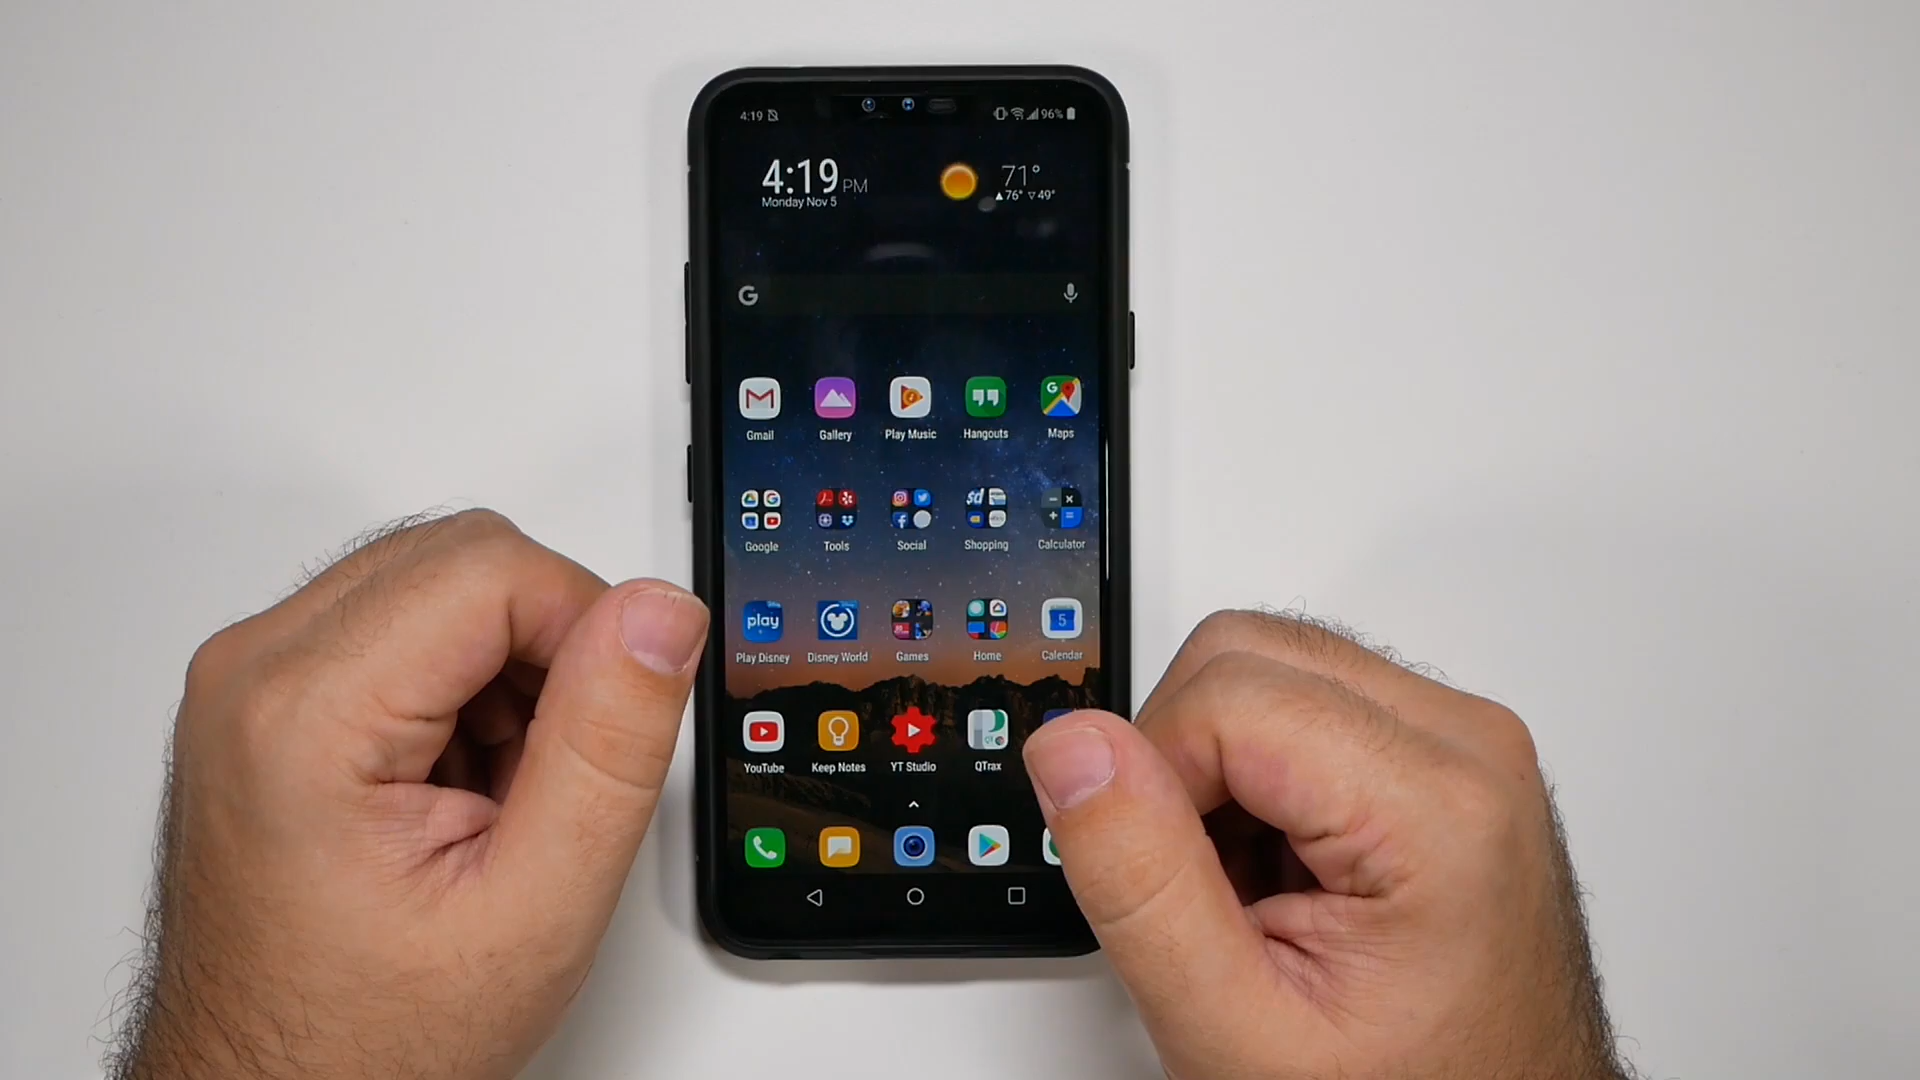 4:19 96%
4:19 PM 71°
Monday Nov 5 ▲76° ▽49°
G
Gmail Gallery Play Music Hangouts Maps
Google Tools Social Shopping Calculator
play 5
Play Disney Disney World Games Home Calendar
YouTube Keep Notes YT Studio QTrax